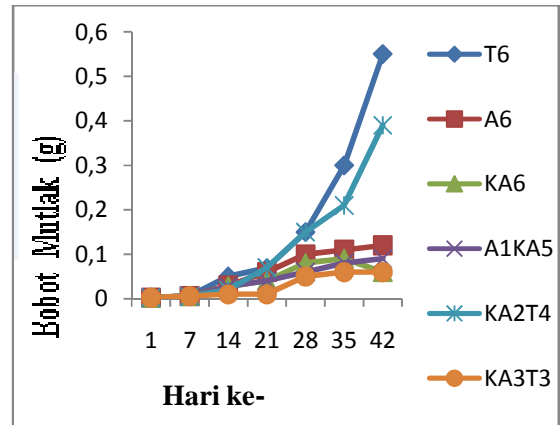 0,6
0,5
0,4
0,3
0,2
0,1
0
Bobot Mutlak (g)
1 7 14 21 28 35 42
Hari ke-
T6
A6
KA6
A1KA5
KA2T4
KA3T3